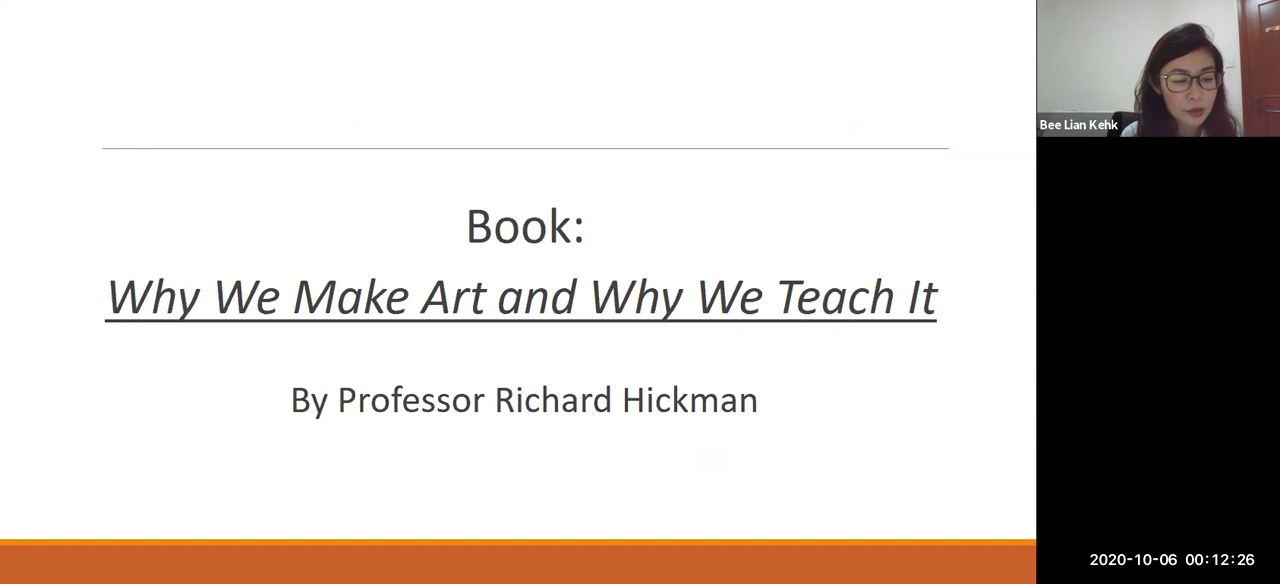 Book:
Why We Make Art and Why We Teach It
By Professor Richard Hickman
Bee Lian Kehk
2020-10-06 00:12:26